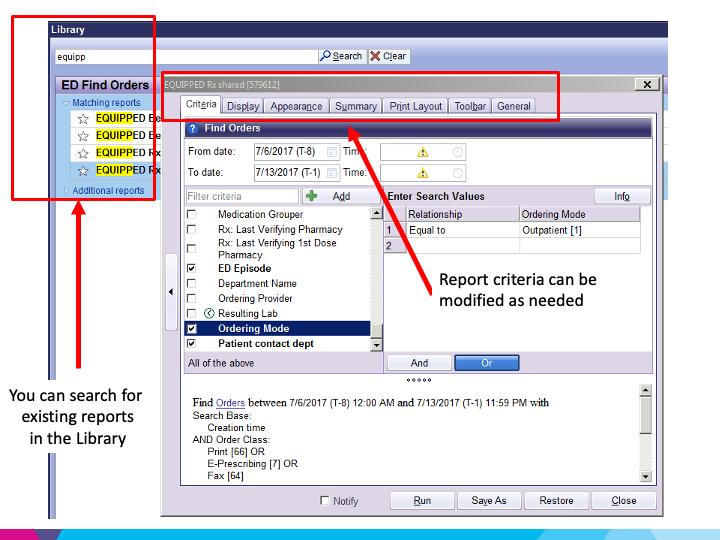 Library
equipp
Search
Clear
ED Find Orders
Matching reports
EQUIPPED Be
EQUIPPED Be
EQUIPPED Rx
EQUIPPED Rx
Additional reports
EQUIPPED Rx shared [579612]
Criteria
Display
Appearance
Summary
Print Layout
Toolbar
General
Find Orders
From date: 7/6/2017 (T-8) Time:
To date: 7/13/2017 (T-1) Time:
Filter criteria
Add
Enter Search Values
Info
Medication Grouper
Rx: Last Verifying Pharmacy
Rx: Last Verifying 1st Dose
Pharmacy
ED Episode
Department Name
Ordering Provider
Resulting Lab
Ordering Mode
Patient contact dept
All of the above
Relationship Ordering Mode
1 Equal to Outpatient [1]
2
And
Or
Report criteria can be
modified as needed
You can search for
existing reports
in the Library
Find Orders between 7/6/2017 (T-8) 12:00 AM and 7/13/2017 (T-1) 11:59 PM with
Search Base:
Creation time
AND Order Class:
Print [66] OR
E-Prescribing [7] OR
Fax [64]
Notify
Run
Save As
Restore
Close